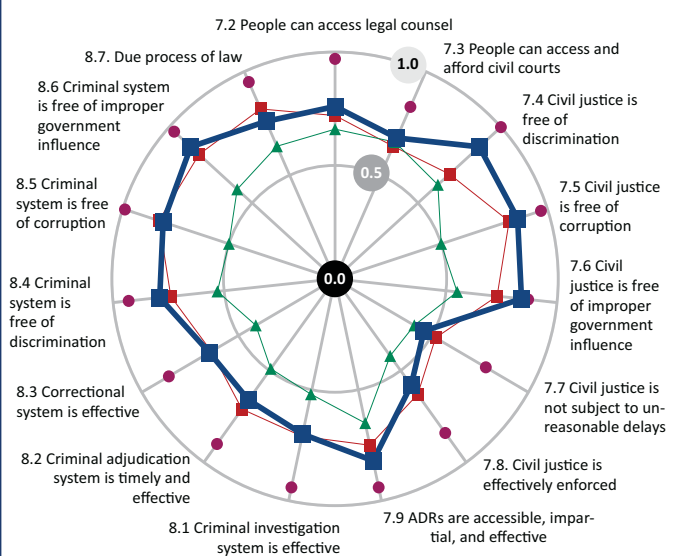 7.2 People can access legal counsel
1.0
7.3 People can access and
afford civil courts
7.4 Civil justice is
free of
discrimination
7.5 Civil justice
is free of
corruption
7.6 Civil
justice is free
of improper
government
influence
7.7 Civil justice is
not subject to un-
reasonable delays
7.8. Civil justice is
effectively enforced
7.9 ADRs are accessible, impar-
tial, and effective
8.1 Criminal investigation
system is effective
8.2 Criminal adjudication
system is timely and
effective
8.3 Correctional
system is effective
8.4 Criminal
system is
free of
discrimination
8.5 Criminal
system is free
of corruption
8.6 Criminal system
is free of improper
government
influence
8.7. Due process of law
0.5
0.0